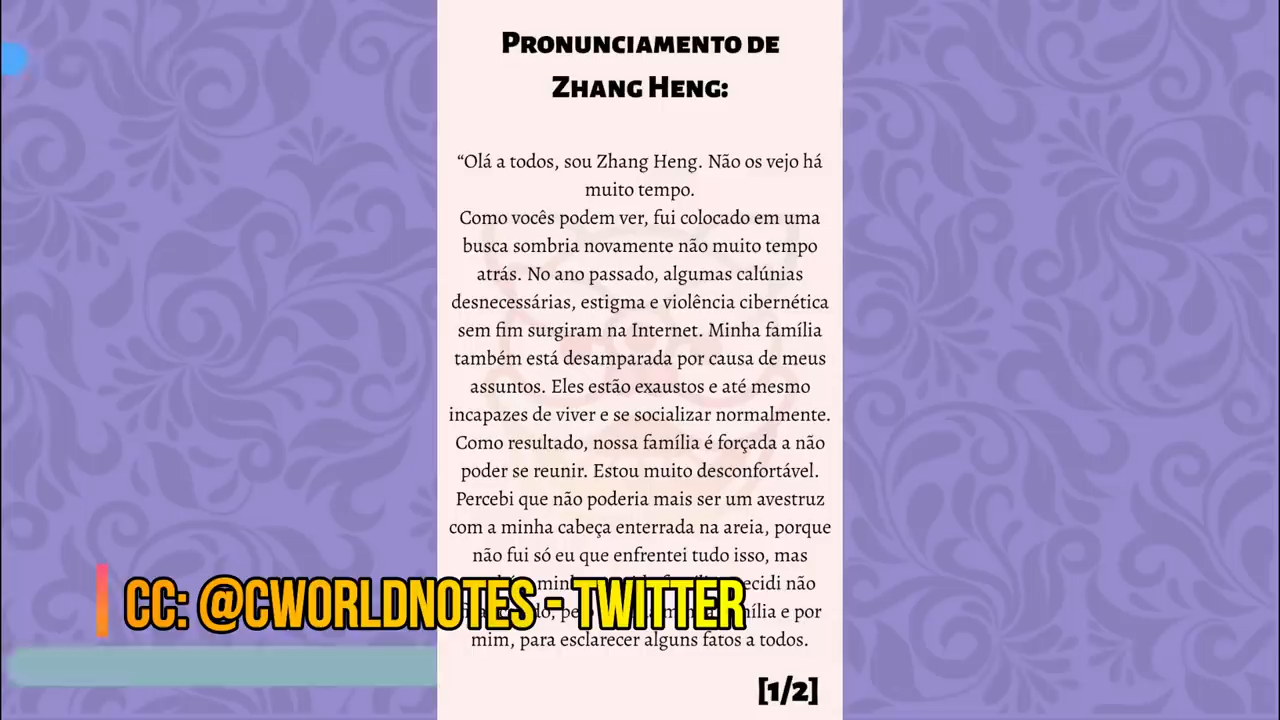 Pronunciamento de
Zhang Heng:
“Olá a todos, sou Zhang Heng. Não os vejo há
muito tempo.
Como vocês podem ver, fui colocado em uma
busca sombria novamente não muito tempo
atrás. No ano passado, algumas calúnias
desnecessárias, estigma e violência cibernética
sem fim surgiram na Internet. Minha família
também está desamparada por causa de meus
assuntos. Eles estão exaustos e até mesmo
incapazes de viver e se socializar normalmente.
Como resultado, nossa família é forçada a não
poder se reunir. Estou muito desconfortável.
Percebi que não poderia mais ser um avestruz
com a minha cabeça enterrada na areia, porque
não fui só eu que enfrentei tudo isso, mas
não
e por
CC: @CWORLDNOTES - TWITTER
mim, para esclarecer alguns fatos a todos.
[1/2]